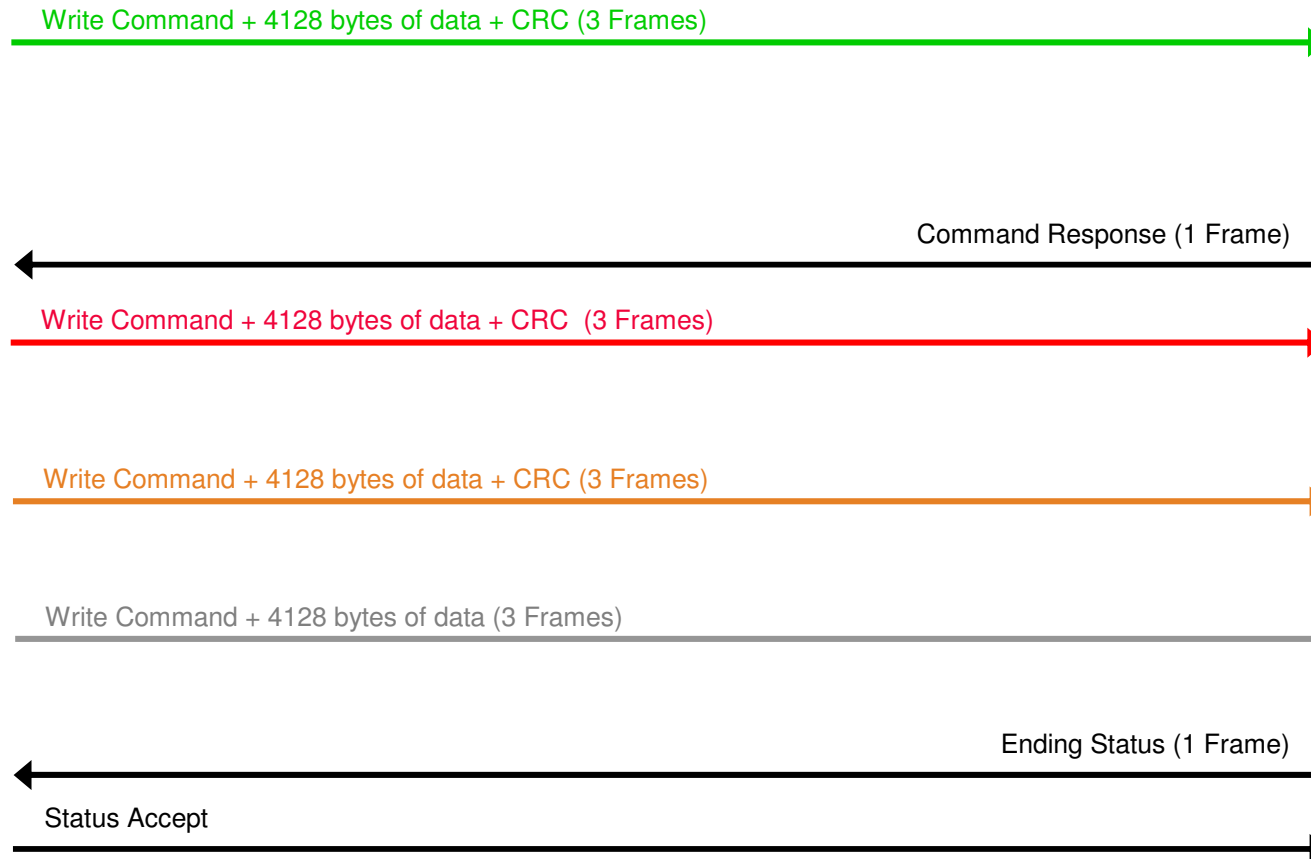 Write Command + 4128 bytes of data + CRC (3 Frames)
Command Response (1 Frame)
Write Command + 4128 bytes of data + CRC  (3 Frames)
Write Command + 4128 bytes of data + CRC (3 Frames)
Write Command + 4128 bytes of data (3 Frames)
Ending Status (1 Frame)
Status Accept